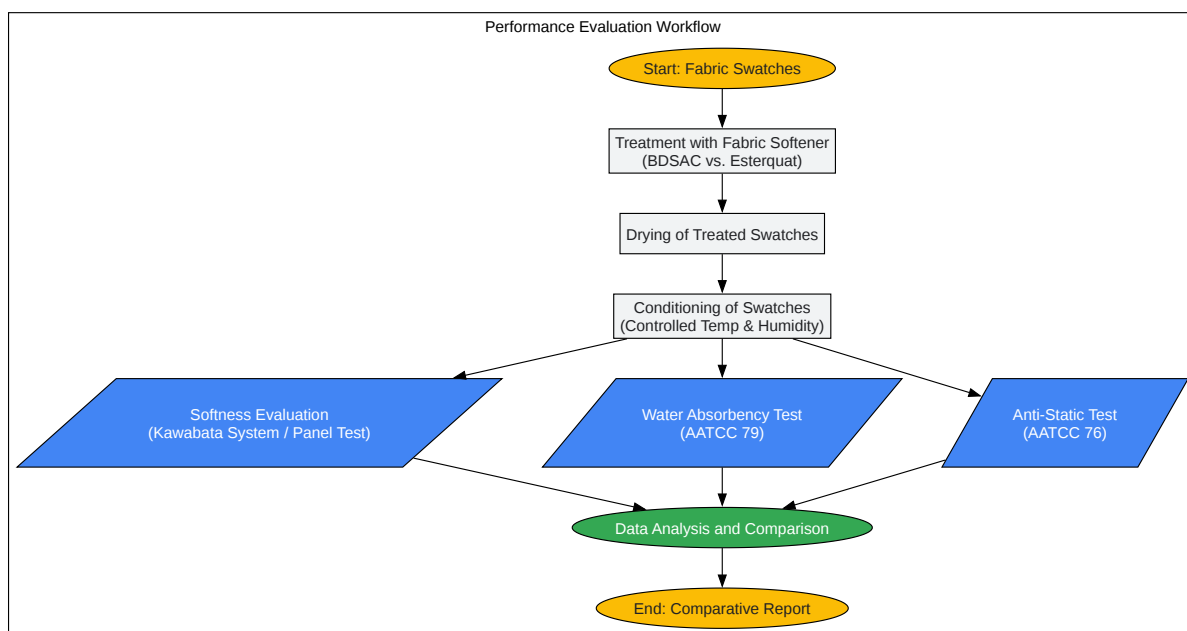 Performance Evaluation Workflow
Start: Fabric Swatches
Treatment with Fabric Softener
(BDSAC vs. Esterquat)
Drying of Treated Swatches
Conditioning of Swatches
(Controlled Temp & Humidity)
Softness Evaluation
(Kawabata System / Panel Test)
Water Absorbency Test
(AATCC 79)
Anti-Static Test
(AATCC 76)
Data Analysis and Comparison
End: Comparative Report